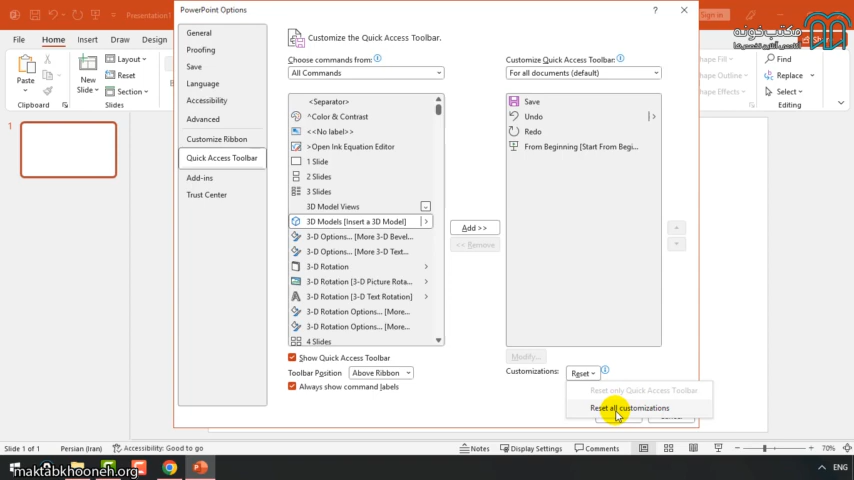 Presentation1
PowerPoint Options
?
Sign in
مکتب‌خونه
File
Home
Insert
Draw
Design
Paste
Clipboard
New
Slide
Layout
Reset
Section
Slides
Shape Fill
Shape Outline
Shape Effects
Find
Replace
Select
Editing
1
General
Proofing
Save
Language
Accessibility
Advanced
Customize Ribbon
Quick Access Toolbar
Add-ins
Trust Center
Customize the Quick Access Toolbar.
Choose commands from:
All Commands
<Separator>
^Color & Contrast
<<No label>>
>Open Ink Equation Editor
1 Slide
2 Slides
3 Slides
3D Model Views
3D Models [Insert a 3D Model]
3-D Options... [More 3-D Bevel...
3-D Options... [More 3-D Text...
3-D Rotation
3-D Rotation [3-D Picture Rota...
3-D Rotation [3-D Text Rotation]
3-D Rotation Options... [More...
3-D Rotation Options... [More...
4 Slides
Show Quick Access Toolbar
Toolbar Position Above Ribbon
Always show command labels
Add >>
<< Remove
Customize Quick Access Toolbar:
For all documents (default)
Save
Undo
Redo
From Beginning [Start From Begi...
Modify...
Customizations: Reset
Reset only Quick Access Toolbar
Reset all customizations
Slide 1 of 1 Persian (Iran) Accessibility: Good to go Notes Display Settings Comments 70%
maktabkhooneh.org
ENG